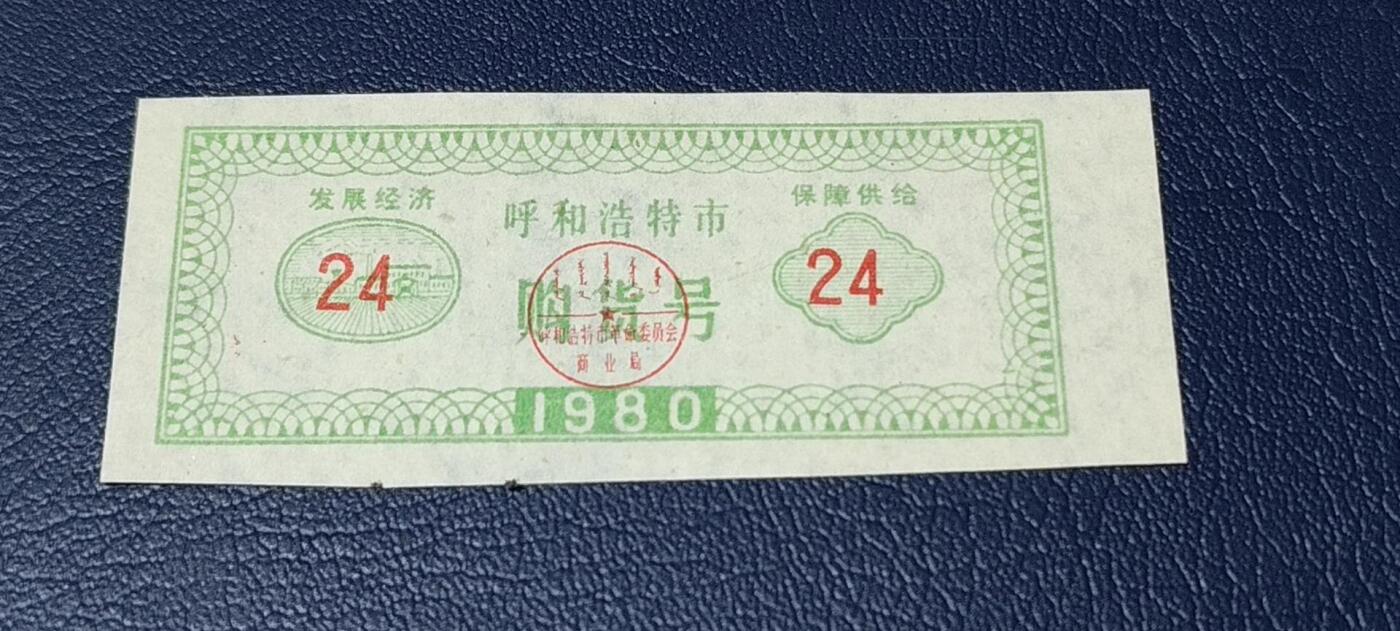 发展经济
呼和浩特市
保障供给
24
购货号
24
呼和浩特市革命委员会
商业局
1980